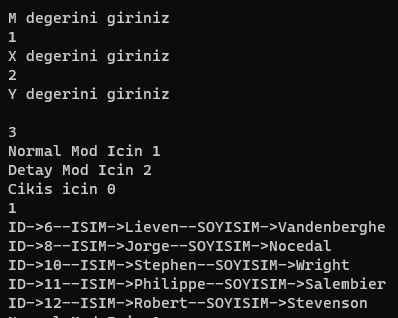 M degerini giriniz
1
X degerini giriniz
2
Y degerini giriniz
3
Normal Mod Icin 1
Detay Mod Icin 2
Cikis icin 0
1
ID->6--ISIM->Lieven--SOYISIM->Vandenberghe
ID->8--ISIM->Jorge--SOYISIM->Nocedal
ID->10--ISIM->Stephen--SOYISIM->Wright
ID->11--ISIM->Philippe--SOYISIM->Salembier
ID->12--ISIM->Robert--SOYISIM->Stevenson